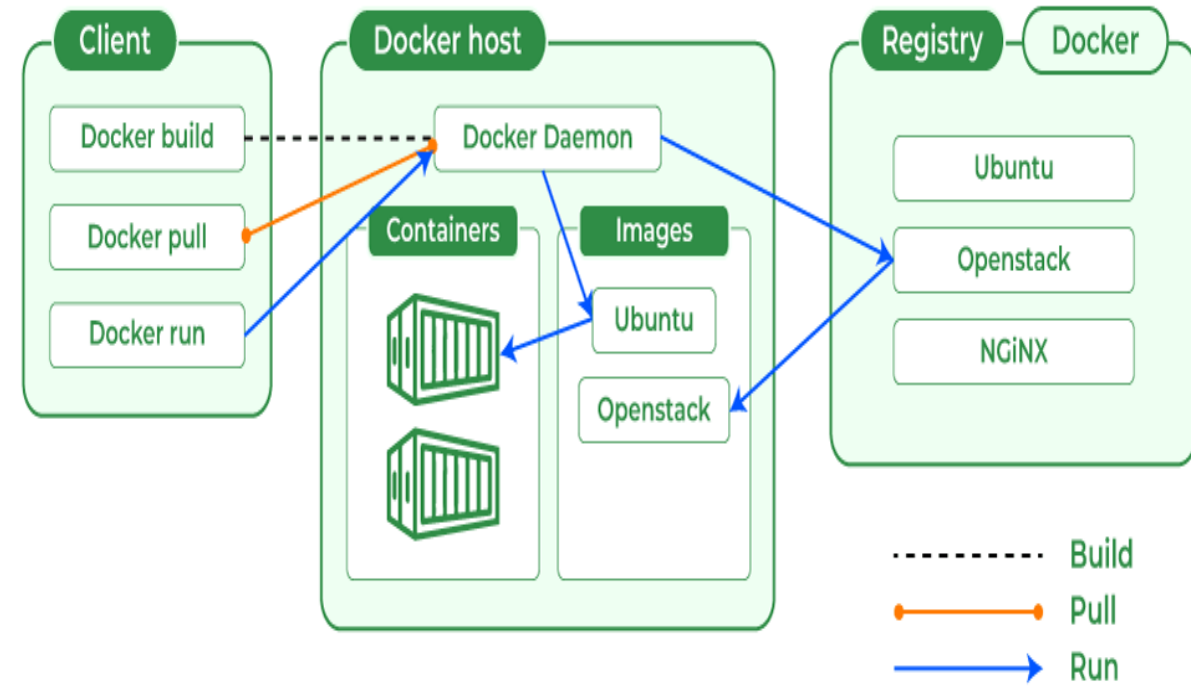 Client
Docker build
Docker pull
Docker run
Docker host
Docker Daemon
Containers
Images
Ubuntu
Openstack
Registry
Docker
Ubuntu
Openstack
NGiNX
Build
Pull
Run